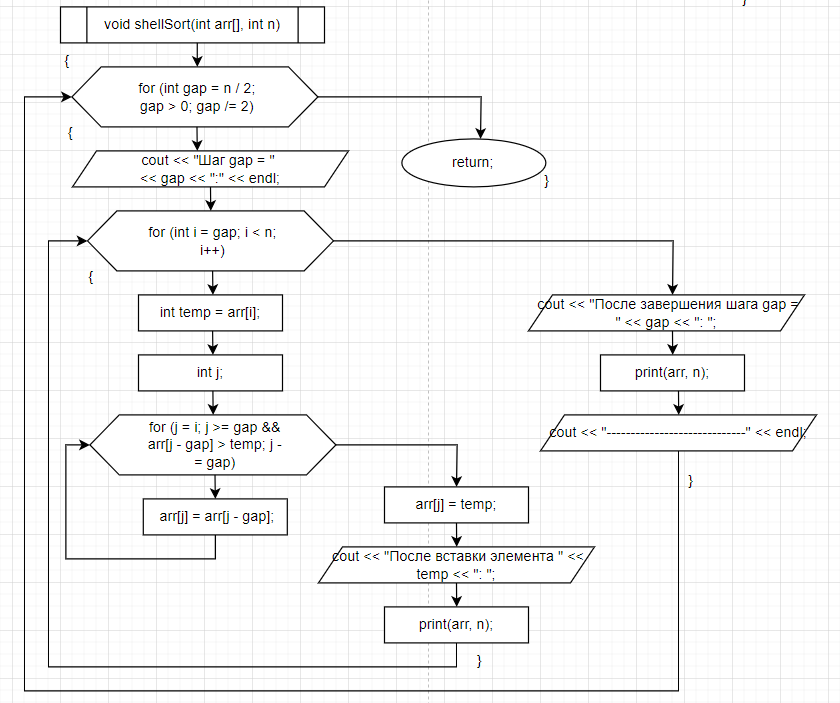 }
void shellSort(int arr[], int n)
{
for (int gap = n / 2;
gap > 0; gap /= 2)
{
cout << "Шаг gap = "
<< gap << ":" << endl;
return;
}
for (int i = gap; i < n;
i++)
{
int temp = arr[i];
int j;
for (j = i; j >= gap &&
arr[j - gap] > temp; j -
= gap)
arr[j] = arr[j - gap];
arr[j] = temp;
cout << "После вставки элемента " <<
temp << ": ";
print(arr, n);
}
cout << "После завершения шага gap =
" << gap << ": ";
print(arr, n);
cout << "-----------------------------" << endl;
}